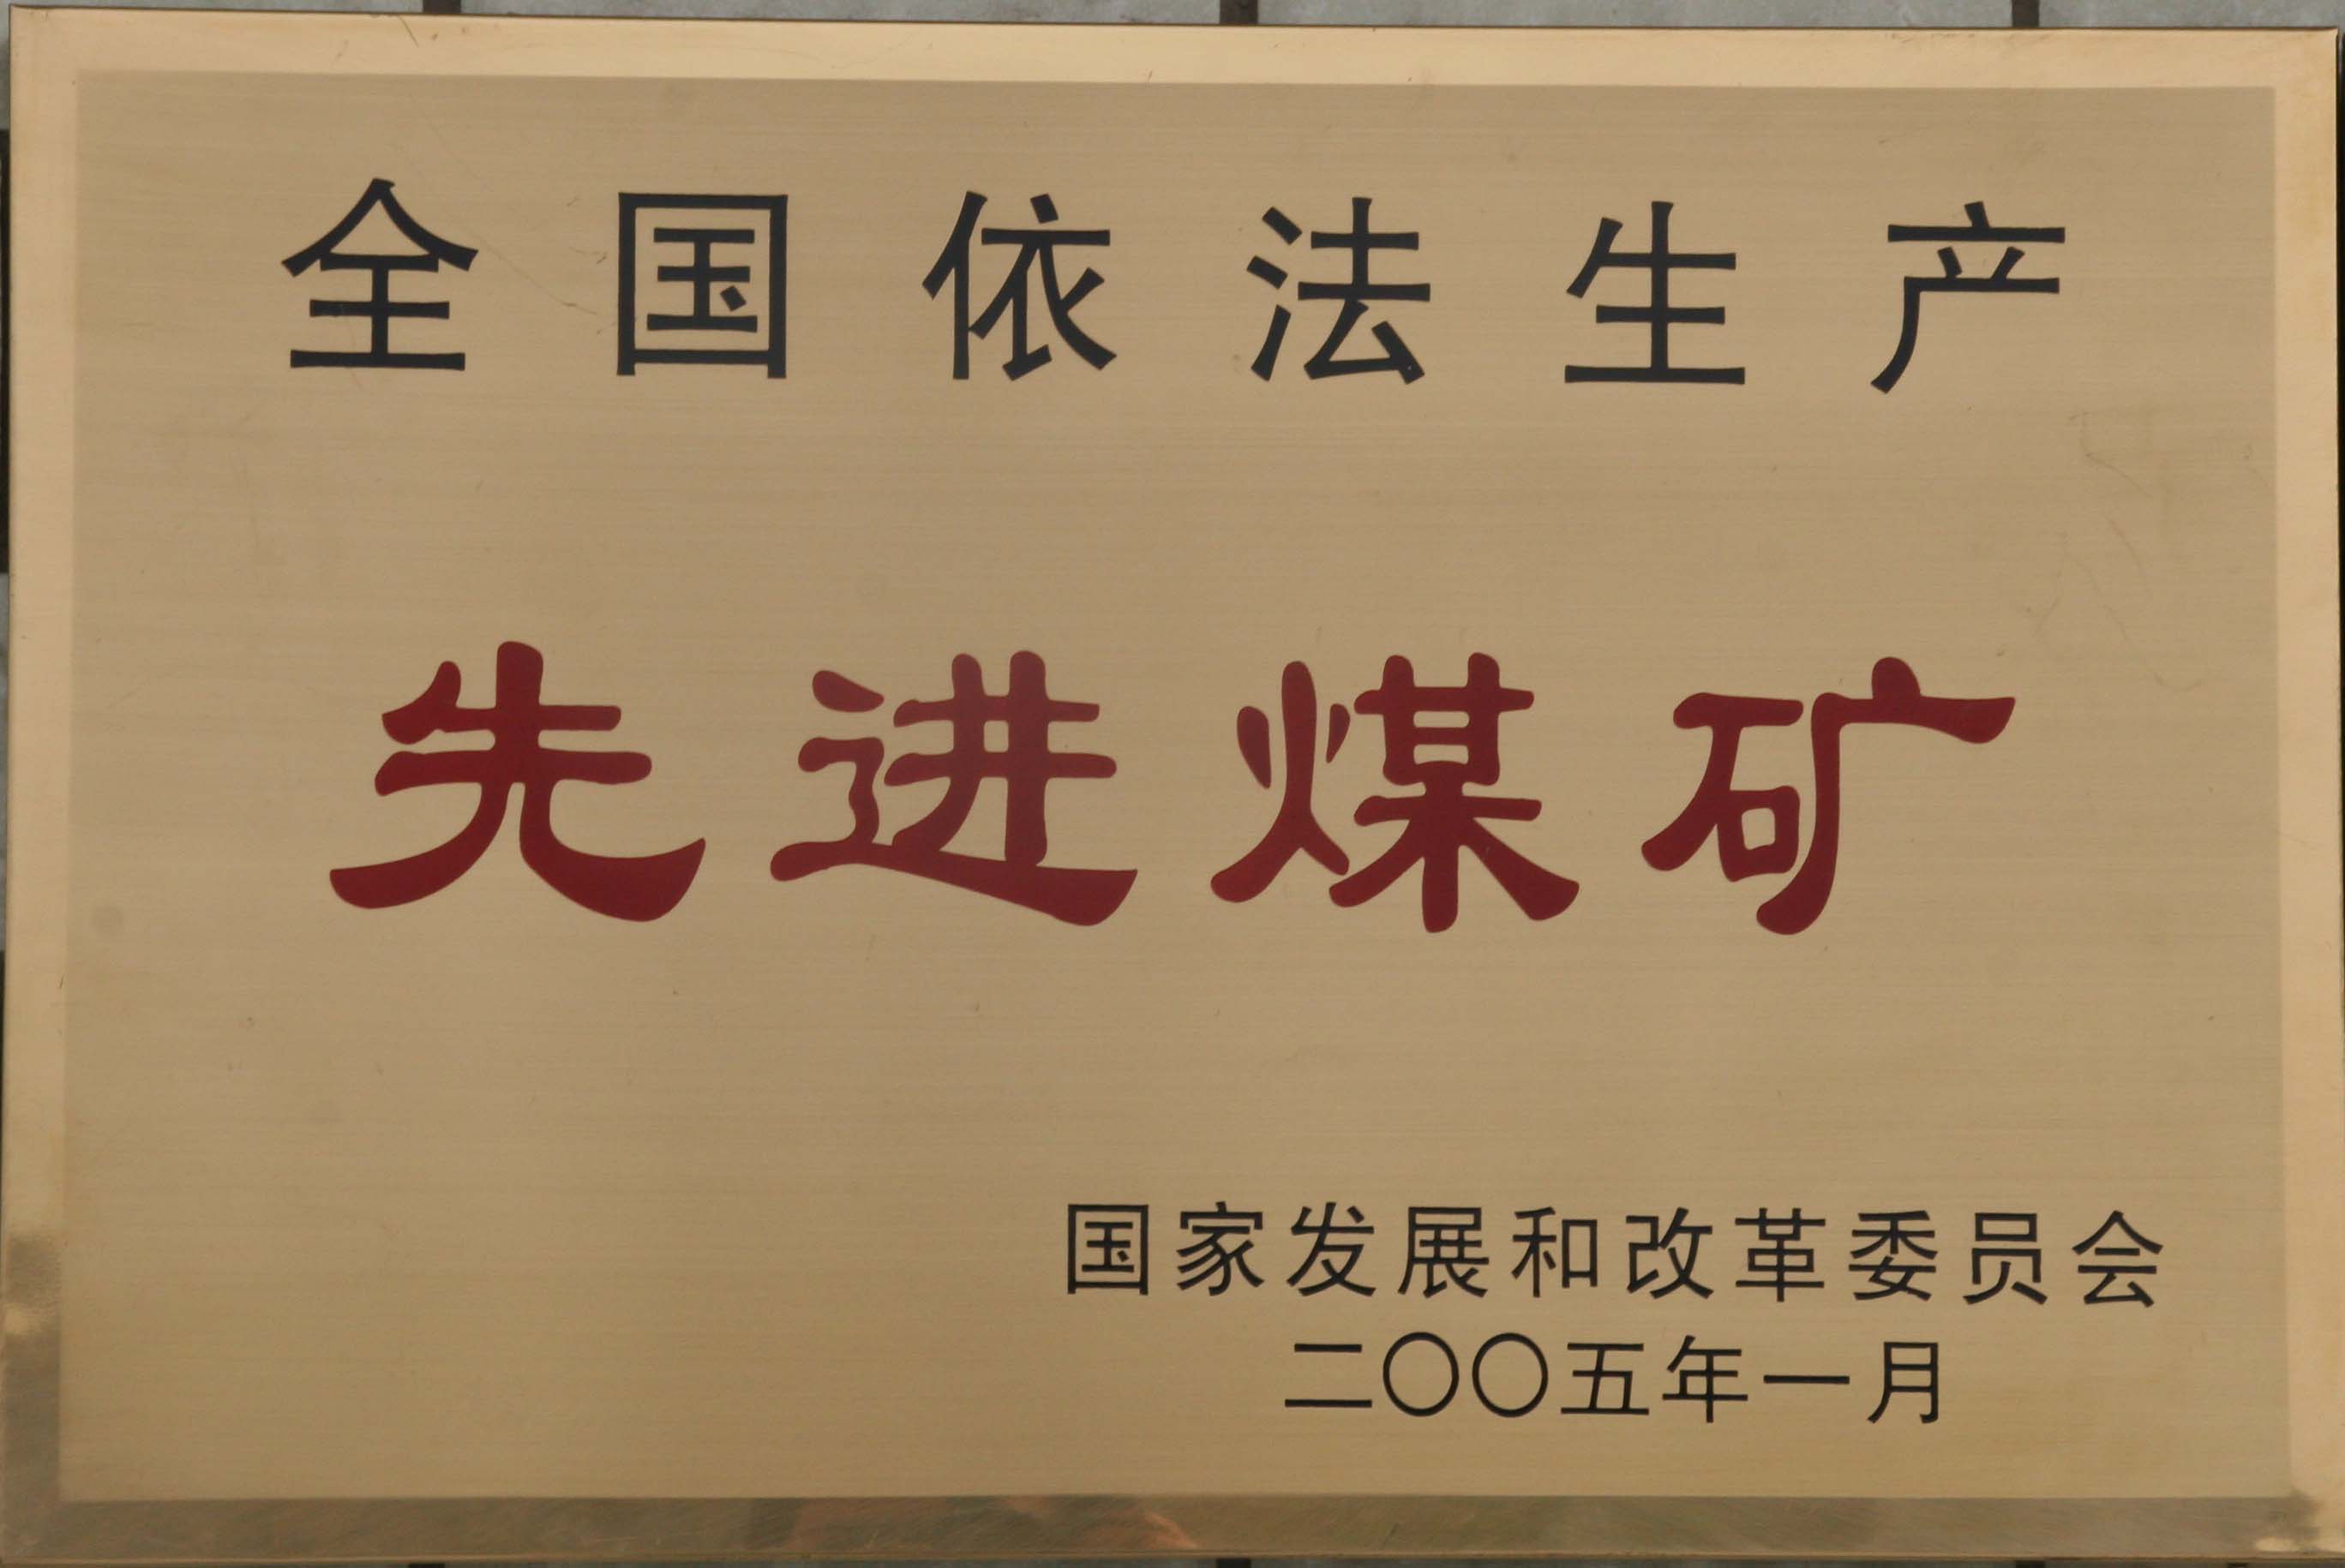 全国依法生产
先进煤矿
国家发展和改革委员会
二〇〇五年一月